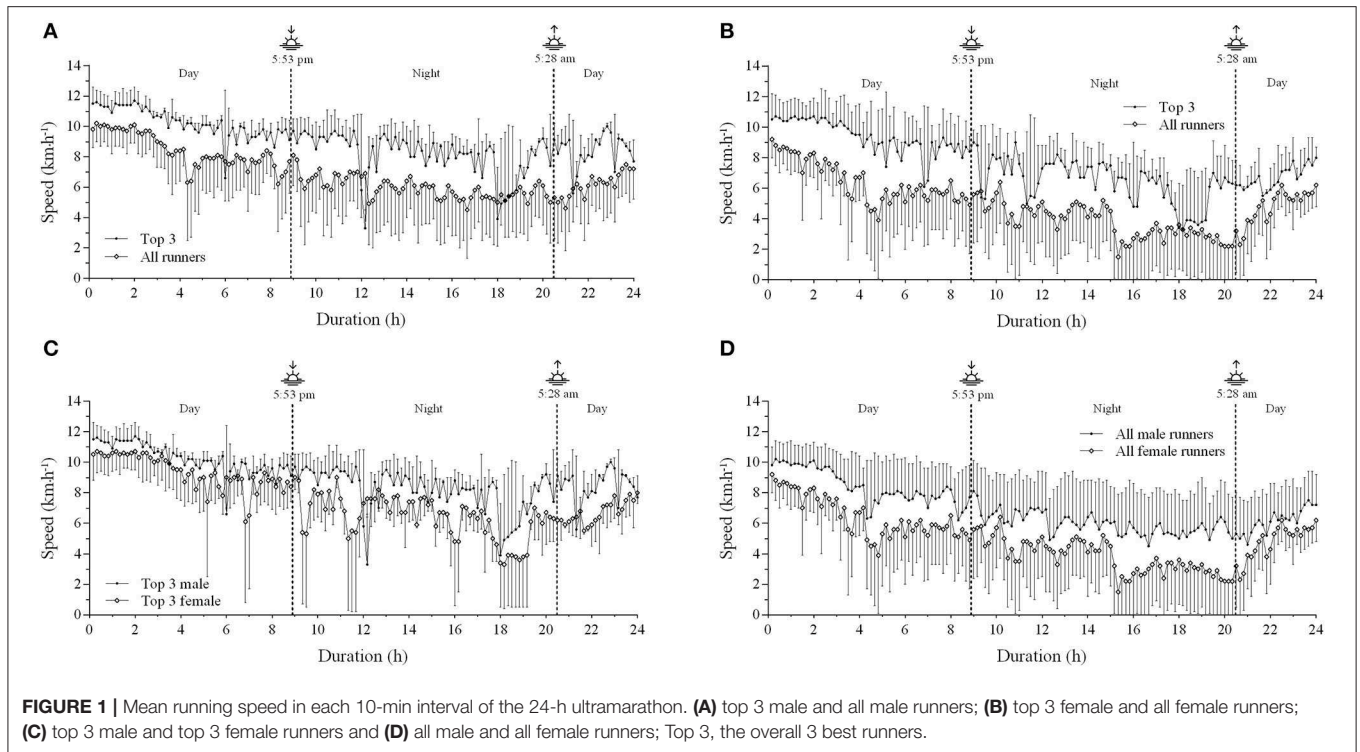 A
5:53 pm
5:28 am
Day
Night
Day
14
12
10
8
6
4
2
0
Speed (km.h-1)
Top 3
All runners
0 2 4 6 8 10 12 14 16 18 20 22 24
Duration (h)
B
5:53 pm
5:28 am
Day
Night
Day
14
12
10
8
6
4
2
0
Speed (km.h-1)
Top 3
All runners
0 2 4 6 8 10 12 14 16 18 20 22 24
Duration (h)
C
5:53 pm
5:28 am
Day
Night
Day
14
12
10
8
6
4
2
0
Speed (km.h-1)
Top 3 male
Top 3 female
0 2 4 6 8 10 12 14 16 18 20 22 24
Duration (h)
D
5:53 pm
5:28 am
Day
Night
Day
14
12
10
8
6
4
2
0
Speed (km.h-1)
All male runners
All female runners
0 2 4 6 8 10 12 14 16 18 20 22 24
Duration (h)
FIGURE 1 | Mean running speed in each 10-min interval of the 24-h ultramarathon. (A) top 3 male and all male runners; (B) top 3 female and all female runners;
(C) top 3 male and top 3 female runners and (D) all male and all female runners; Top 3, the overall 3 best runners.